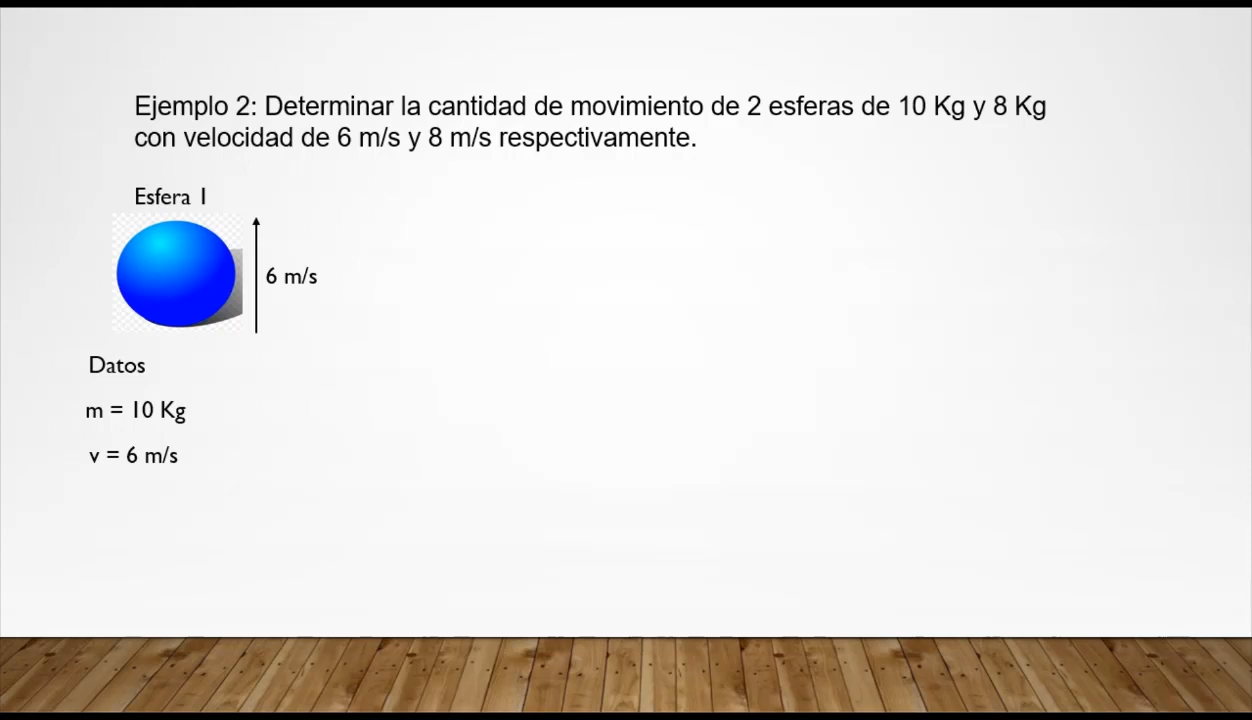 Ejemplo 2: Determinar la cantidad de movimiento de 2 esferas de 10 Kg y 8 Kg
con velocidad de 6 m/s y 8 m/s respectivamente.
Esfera 1
6 m/s
Datos
m = 10 Kg
v = 6 m/s